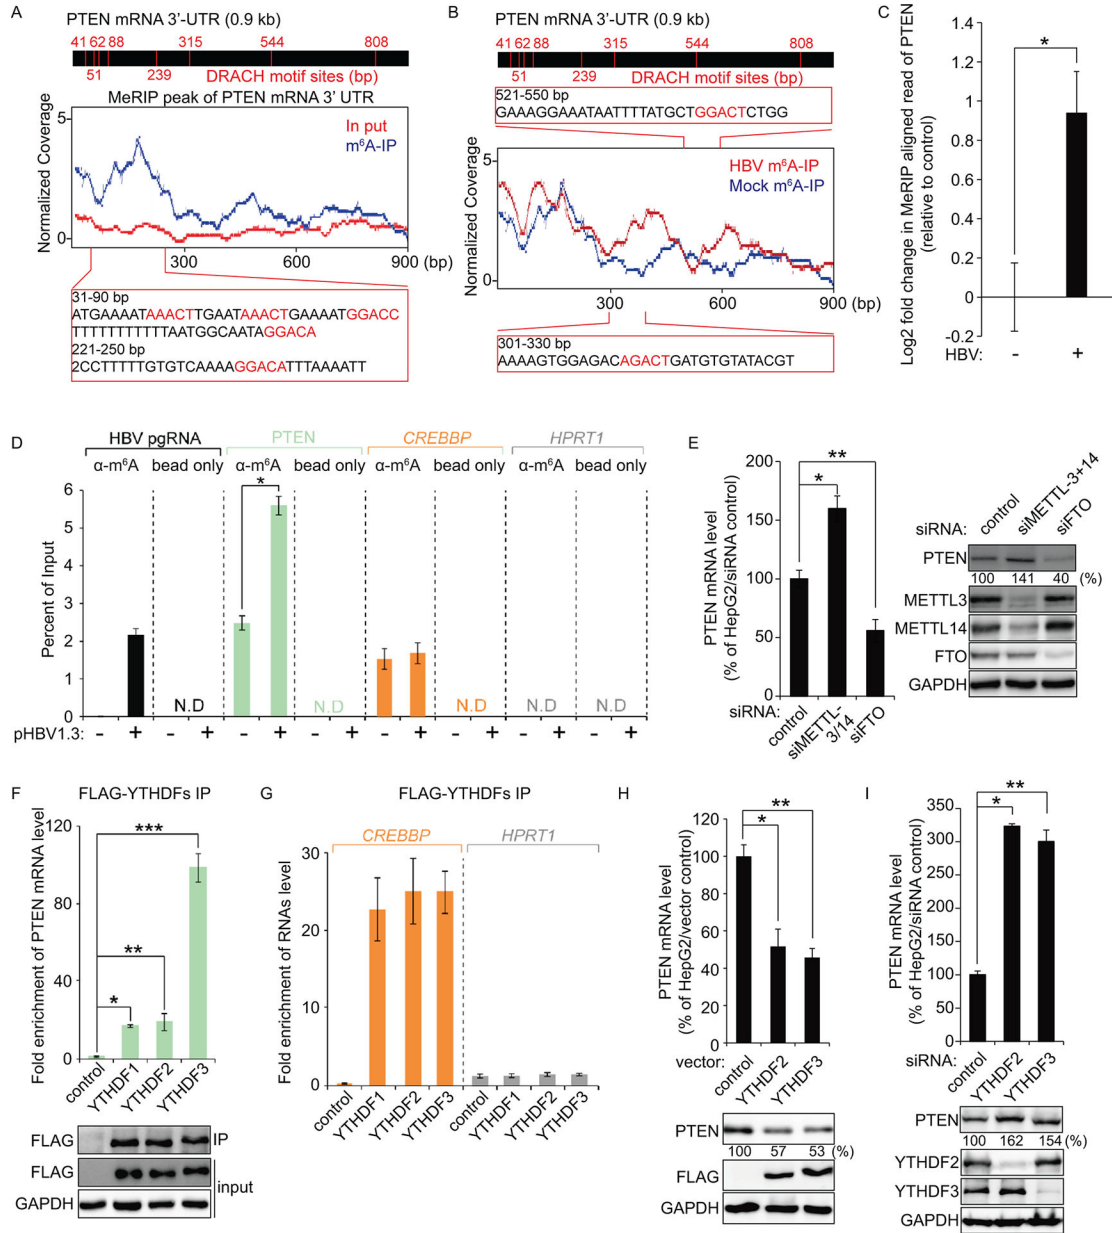 A
PTEN mRNA 3'-UTR (0.9 kb)
41 62 88 315 544 808
51 239 DRACH motif sites (bp)
MeRIP peak of PTEN mRNA 3' UTR
Normalized Coverage
5
0
In put
m⁶A-IP
300 600 900 (bp)
31-90 bp
ATGAAAATAAACTTGAATAAACTGAAAATGGACC
TTTTTTTTTTTTAATGGCAATAGGACA
221-250 bp
2CCTTTTTGTGTCAAAAGGACATTTAAAATT
B
PTEN mRNA 3'-UTR (0.9 kb)
41 62 88 315 544 808
51 239 DRACH motif sites (bp)
521-550 bp
GAAAGGAAATAATTTTATGCTGGACTCTGG
Normalized Coverage
5
0
HBV m⁶A-IP
Mock m⁶A-IP
300 600 900 (bp)
301-330 bp
AAAAGTGGAGACAGACTGATGTGTATACGT
C
Log2 fold change in MeRIP aligned read of PTEN
(relative to control)
1.4
1.2
1
0.8
0.6
0.4
0.2
0
-0.2
*
HBV: - +
D
HBV pgRNA PTEN CREBBP HPRT1
α-m⁶A bead only α-m⁶A bead only α-m⁶A bead only α-m⁶A bead only
Percent of Input
6
5
4
3
2
1
0
*
N.D N.D N.D N.D N.D
pHBV1.3: - + - + - + - + - + - + - + - +
E
PTEN mRNA level
(% of HepG2/siRNA control)
200
150
100
50
0
**
*
siRNA: control siMETTL-3/14 siFTO
siRNA: control siMETTL-3+14 siFTO
PTEN
100 141 40 (%)
METTL3
METTL14
FTO
GAPDH
F
FLAG-YTHDFs IP
Fold enrichment of PTEN mRNA level
120
80
40
0
***
**
*
control YTHDF1 YTHDF2 YTHDF3
FLAG IP
FLAG
GAPDH
input
G
FLAG-YTHDFs IP
CREBBP HPRT1
Fold enrichment of RNAs level
30
20
10
0
control YTHDF1 YTHDF2 YTHDF3 control YTHDF1 YTHDF2 YTHDF3
H
PTEN mRNA level
(% of HepG2/vector control)
120
100
80
60
40
20
0
**
*
vector: control YTHDF2 YTHDF3
PTEN
100 57 53 (%)
FLAG
GAPDH
I
PTEN mRNA level
(% of HepG2/siRNA control)
350
300
250
200
150
100
50
0
**
*
siRNA: control YTHDF2 YTHDF3
PTEN
100 162 154 (%)
YTHDF2
YTHDF3
GAPDH